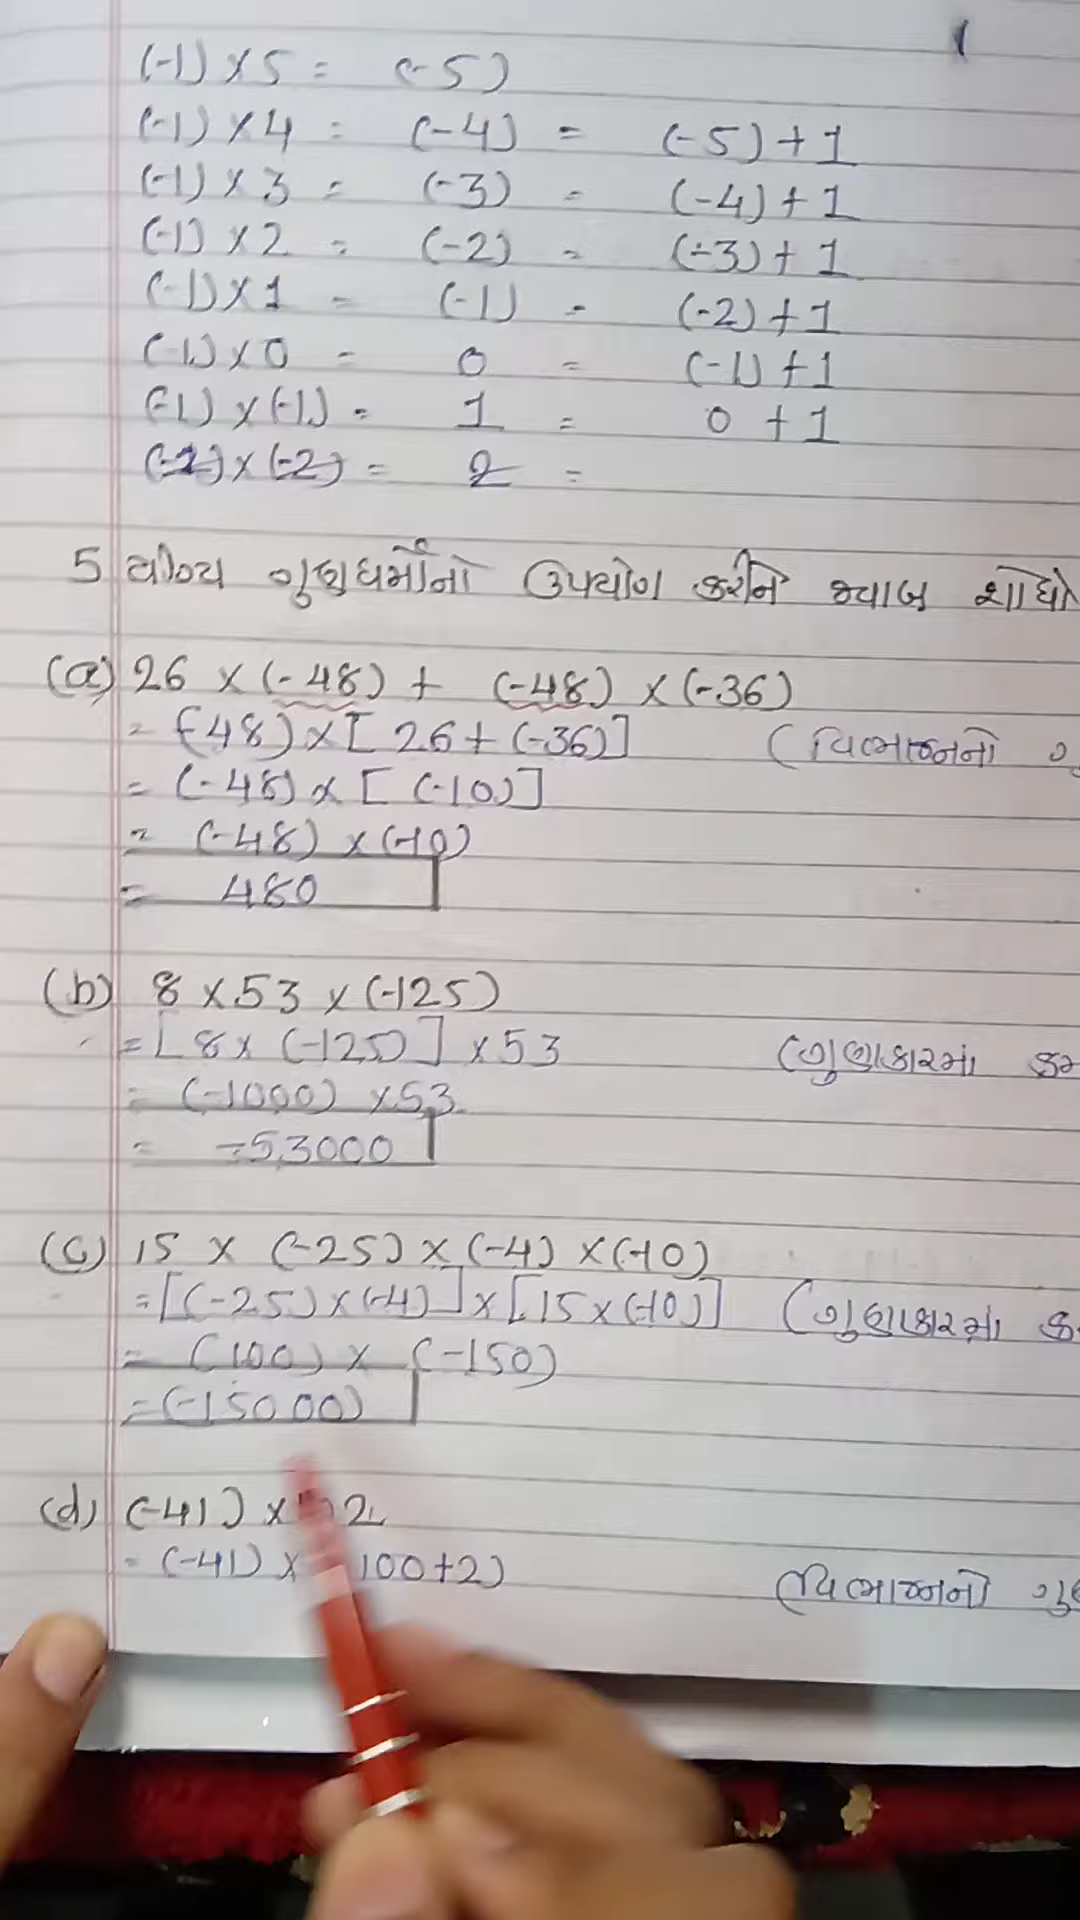 (-1) × 5 = (-5)
(-1) × 4 = (-4) = (-5) + 1
(-1) × 3 = (-3) = (-4) + 1
(-1) × 2 = (-2) = (-3) + 1
(-1) × 1 = (-1) = (-2) + 1
(-1) × 0 = 0 = (-1) + 1
(-1) × (-1) = 1 = 0 + 1
× (-2) = 2 =
5 યોગ્ય ગુણધર્મોનો ઉપયોગ કરીને જવાબ શોધો
(a) 26 × (-48) + (-48) × (-36)
= (-48) × [ 26 + (-36) ] (વિભાજનનો
= (-48) × [ (-10) ]
= (-48) × (-10)
= 480
(b) 8 × 53 × (-125)
= [ 8 × (-125) ] × 53 (ગુણાકારમાં ક્રમ
= (-1000) × 53
= -53000
(c) 15 × (-25) × (-4) × (-10)
= [ (-25) × (-4) ] × [ 15 × (-10) ] (ગુણાકારમાં
= (100) × (-150)
= (-15000)
(d) (-41) ×
= (-41) × 100+2) (વિભાજનનો